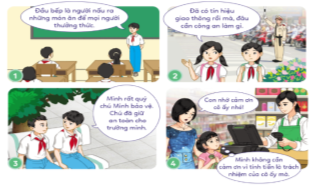 Đầu bếp là người nấu ra
những món ăn để mọi người
thưởng thức.
1
Đã có tín hiệu
giao thông rồi mà, đâu
cần công an làm gì.
2
Mình rất quý
chú Minh bảo vệ.
Chú đã giữ
an toàn cho
trường mình.
3
Con nhớ cảm ơn
cô ấy nhé!
Mình không cần
cảm ơn vì tính tiền là trách
nhiệm của cô ấy mà.
4